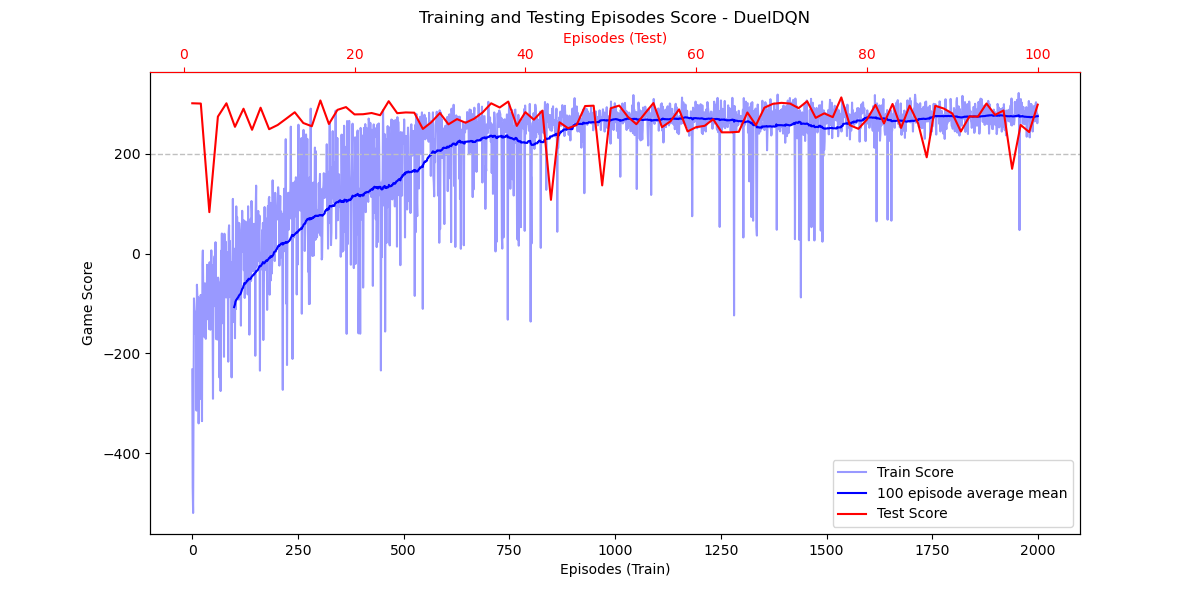 Training and Testing Episodes Score - DuelDQN
Episodes (Test)
0 20 40 60 80 100
Game Score
200
0
−200
−400
Train Score
100 episode average mean
Test Score
0 250 500 750 1000 1250 1500 1750 2000
Episodes (Train)